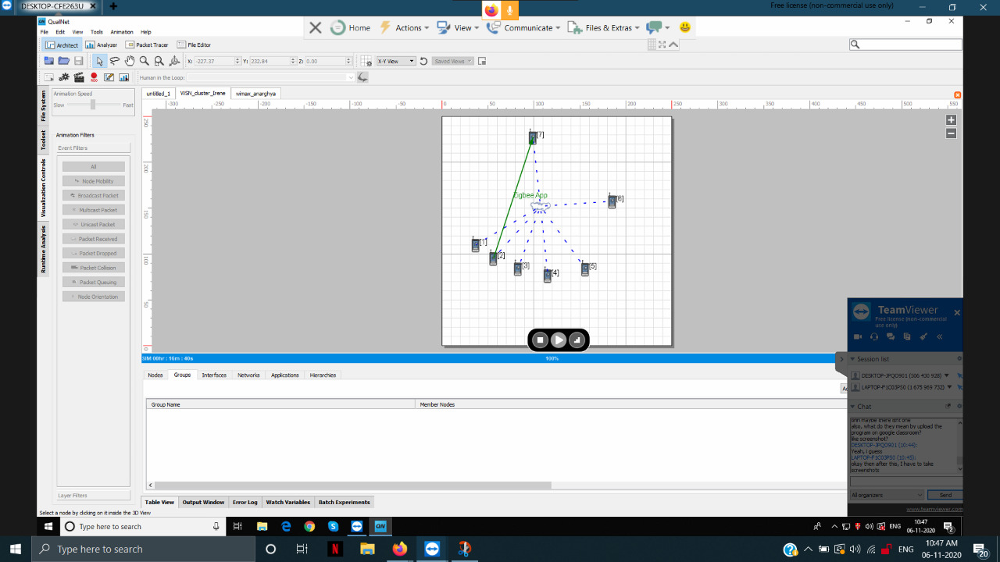 DESKTOP-CFE263U
Free license (non-commercial use only)
QualNet
File Edit View Tools Animation Help
Home Actions View Communicate Files & Extras
Architect Analyzer Packet Tracer File Editor
X: -227.37 Y: 232.84 Z: 0.00 X-Y View Saved Views
REC
Human in the Loop:
Animation Speed
Slow Fast
untitled_1 WSN_cluster_Irene wimax_anarghya
-300 -250 -200 -150 -100 -50 0 50 100 150 200 250 300 350 400 450 500 550
File System
Toolset
Visualization Controls
Runtime Analysis
Animation Filters
Event Filters
All
Node Mobility
Broadcast Packet
Multicast Packet
Unicast Packet
Packet Received
Packet Dropped
Packet Collision
Packet Queuing
Node Orientation
Layer Filters
250
200
150
100
50
0
[7]
Zigbee App
[6]
[1]
[2]
[3]
[4]
[5]
SIM 00hr : 16m : 40s 100%
Nodes Groups Interfaces Networks Applications Hierarchies
Group Name Member Nodes
Table View Output Window Error Log Watch Variables Batch Experiments
Select a node by clicking on it inside the 3D View
TeamViewer
Free license (non-commercial
use only)
Session list
DESKTOP-JPQO901 (506 430 928)
LAPTOP-F1C03PS0 (1 675 969 732)
Chat
ohh maybe there isnt one
also, what do they mean by upload the
program on google classroom?
like screenshot?
DESKTOP-JPQO901 (10:44):
Yeah, i guess
LAPTOP-F1C03PS0 (10:45):
okay then after this, I have to take
screenshots
All organizers Send
www.teamviewer.com
Type here to search
QN
ENG
10:47
06-11-2020
2
Type here to search
N
ENG
10:47 AM
06-11-2020
20